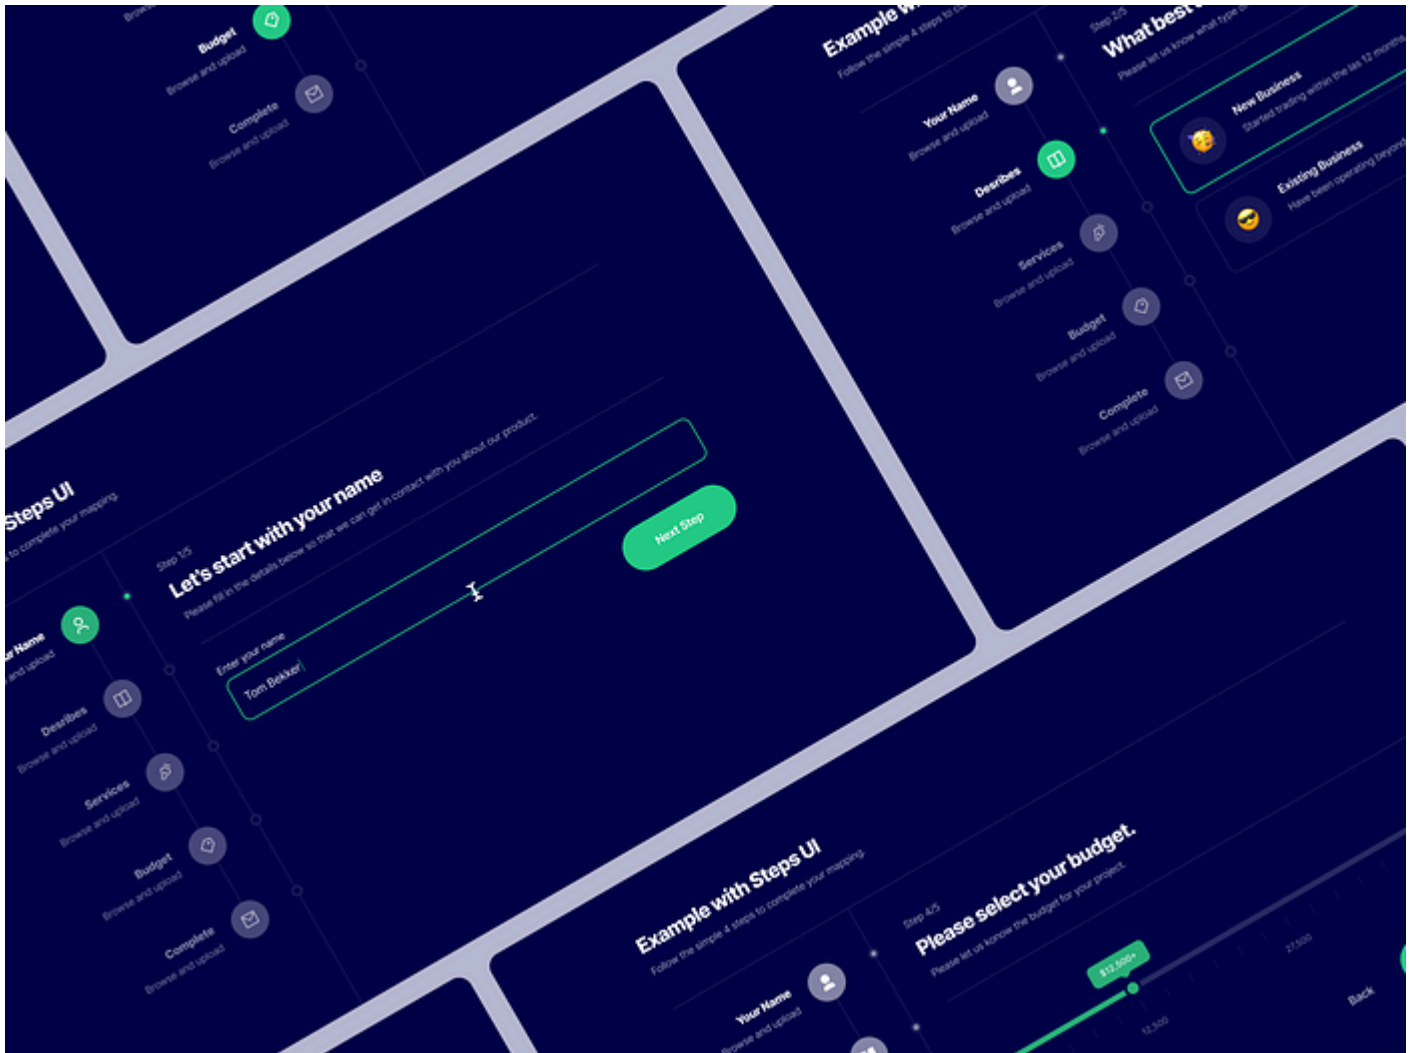 Budget
Browse and upload
Complete
Browse and upload
Steps UI
to complete your mapping.
Name
and upload
Desribes
Browse and upload
Services
Browse and upload
Budget
Browse and upload
Complete
Browse and upload
Step 1/5
Let's start with your name
Please fill in the details below so that we can get in contact with you about our product.
Enter your name
Tom Bekker
Next Step
Example
Follow the simple 4 steps to
Your Name
Browse and upload
Desribes
Browse and upload
Services
Browse and upload
Budget
Browse and upload
Complete
Browse and upload
Step 2/5
What best
Please let us know what type
New Business
Started trading within the las 12 months
Existing Business
Have been operating beyond
Example with Steps UI
Follow the simple 4 steps to complete your mapping.
Your Name
Browse and upload
Step 4/5
Please select your budget.
Please let us konow the budget for your project.
$12,500+
12,500
27,500
Back